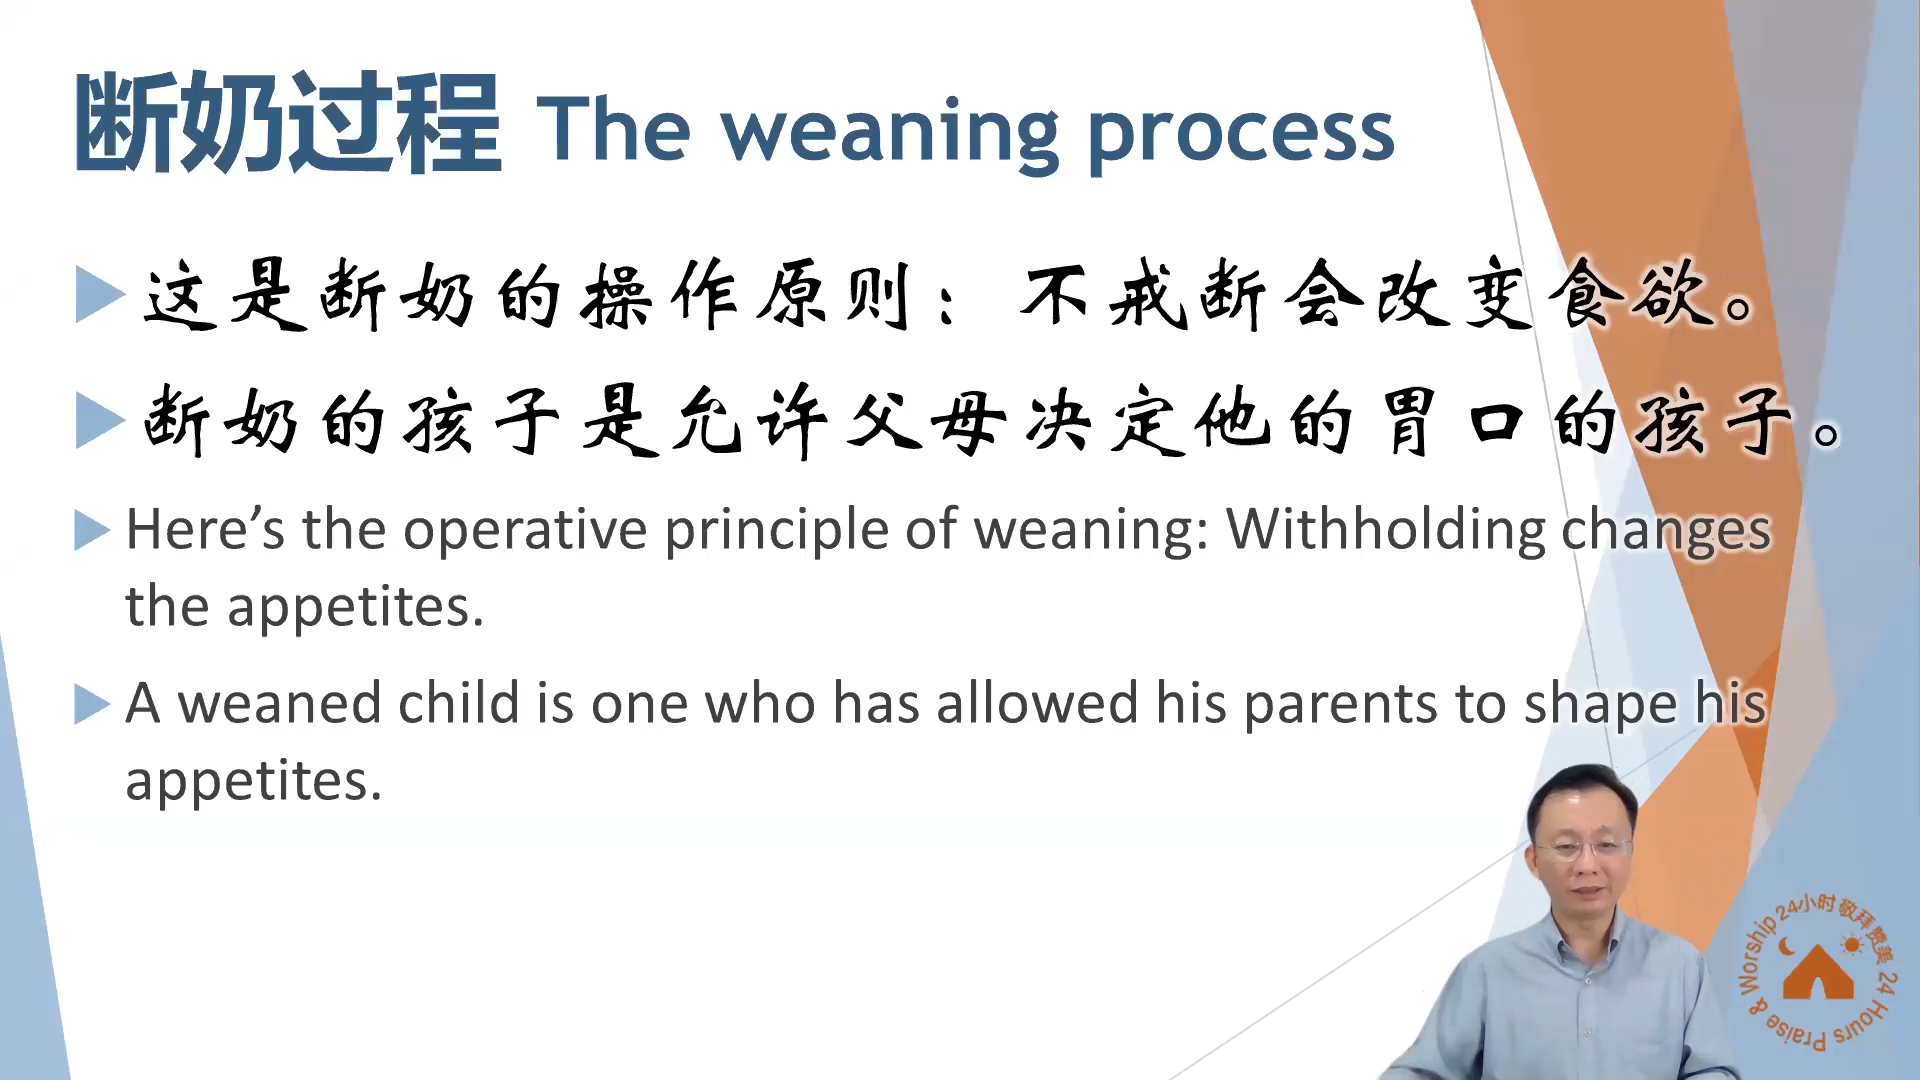 断奶过程 The weaning process
这是断奶的操作原则：不戒断会改变食欲。
断奶的孩子是允许父母决定他的胃口的孩子。
Here’s the operative principle of weaning: Withholding changes
the appetites.
A weaned child is one who has allowed his parents to shape his
appetites.
24小时敬拜赞美 24 Hours Praise & Worship